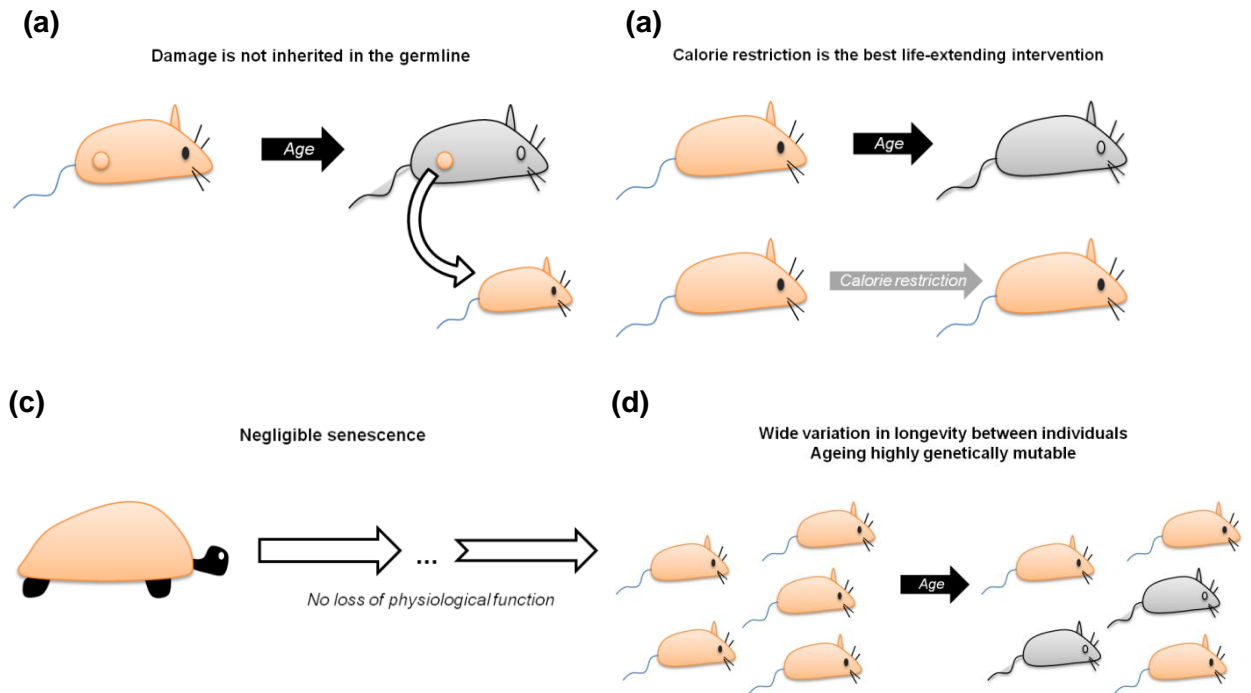 (a)
Damage is not inherited in the germline
Age
(a)
Calorie restriction is the best life-extending intervention
Age
Calorie restriction
(c)
Negligible senescence
...
No loss of physiological function
(d)
Wide variation in longevity between individuals
Ageing highly genetically mutable
Age